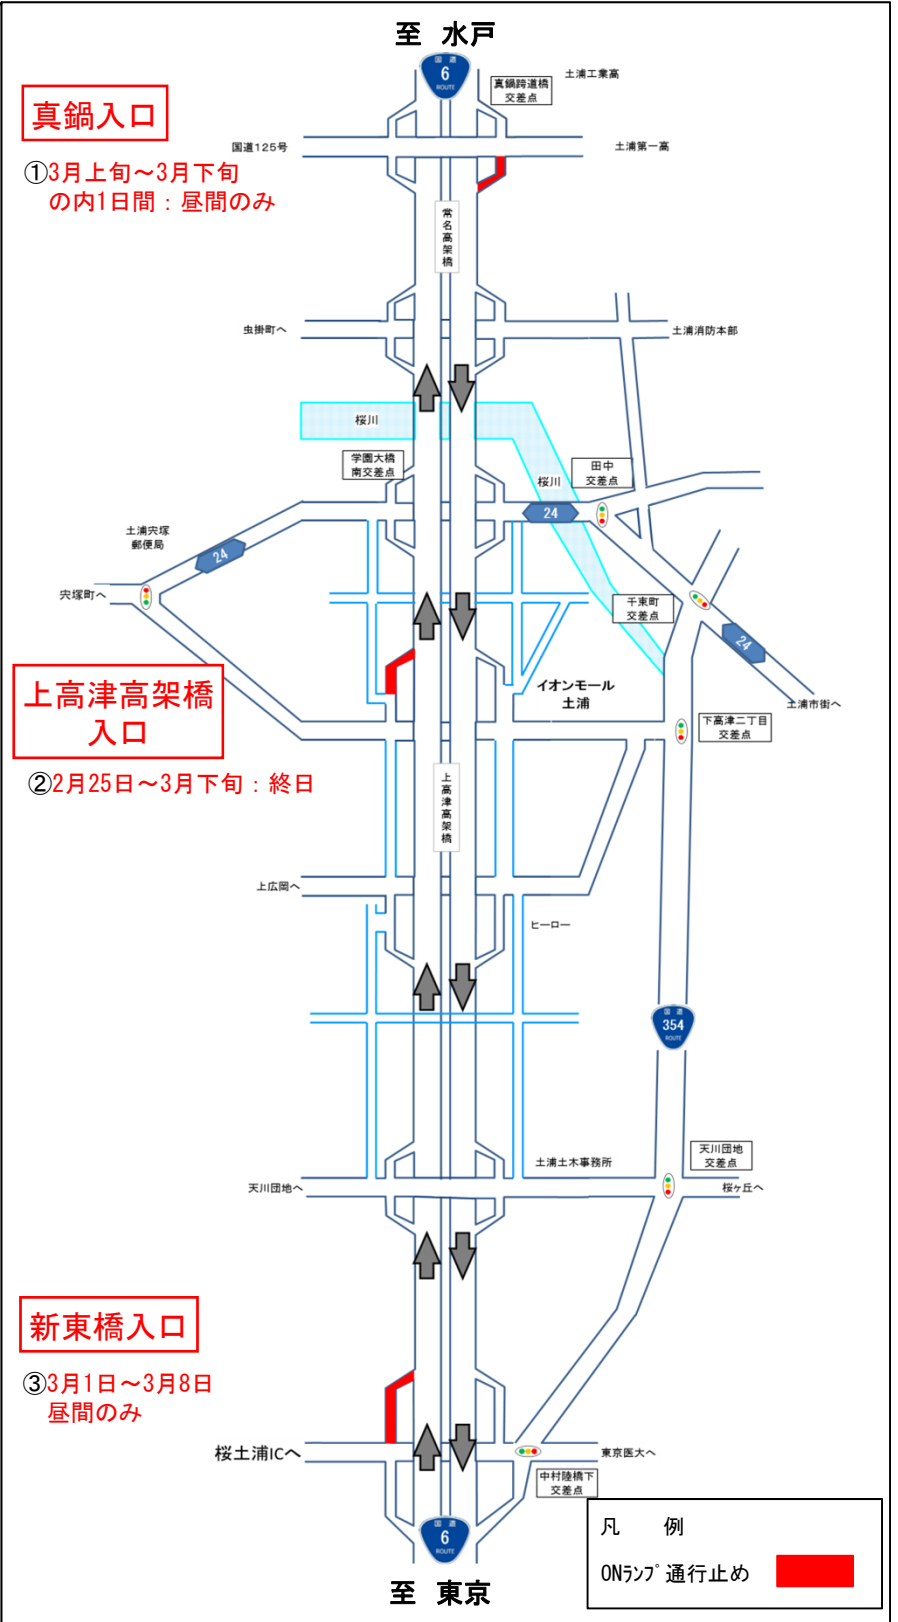 至 水戸
国 道
6
ROUTE
真鍋跨道橋
交差点
土浦工業高
真鍋入口
国道125号
土浦第一高
①3月上旬～3月下旬
の内1日間：昼間のみ
常名高架橋
虫掛町へ
土浦消防本部
桜川
学園大橋
南交差点
桜川
田中
交差点
24
土浦宍塚
郵便局
24
宍塚町へ
千束町
交差点
24
上高津高架橋
入口
イオンモール
土浦
土浦市街へ
下高津二丁目
交差点
②2月25日～3月下旬：終日
上高津高架橋
上広岡へ
ヒーロー
国 道
354
ROUTE
天川団地
交差点
土浦土木事務所
天川団地へ
桜ヶ丘へ
新東橋入口
③3月1日～3月8日
昼間のみ
桜土浦ICへ
東京医大へ
中村陸橋下
交差点
国 道
6
ROUTE
至 東京
凡 例
ONﾗﾝﾌﾟ通行止め